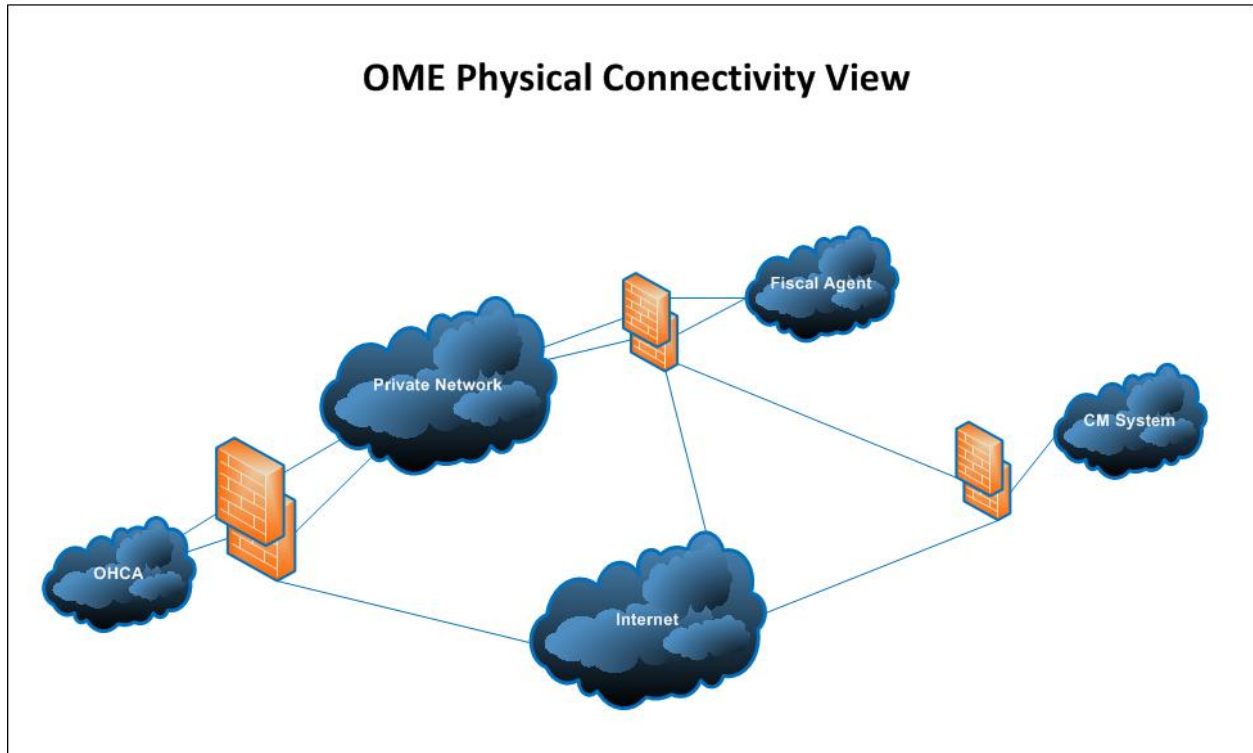 OME Physical Connectivity View
Fiscal Agent
Private Network
CM System
OHCA
Internet